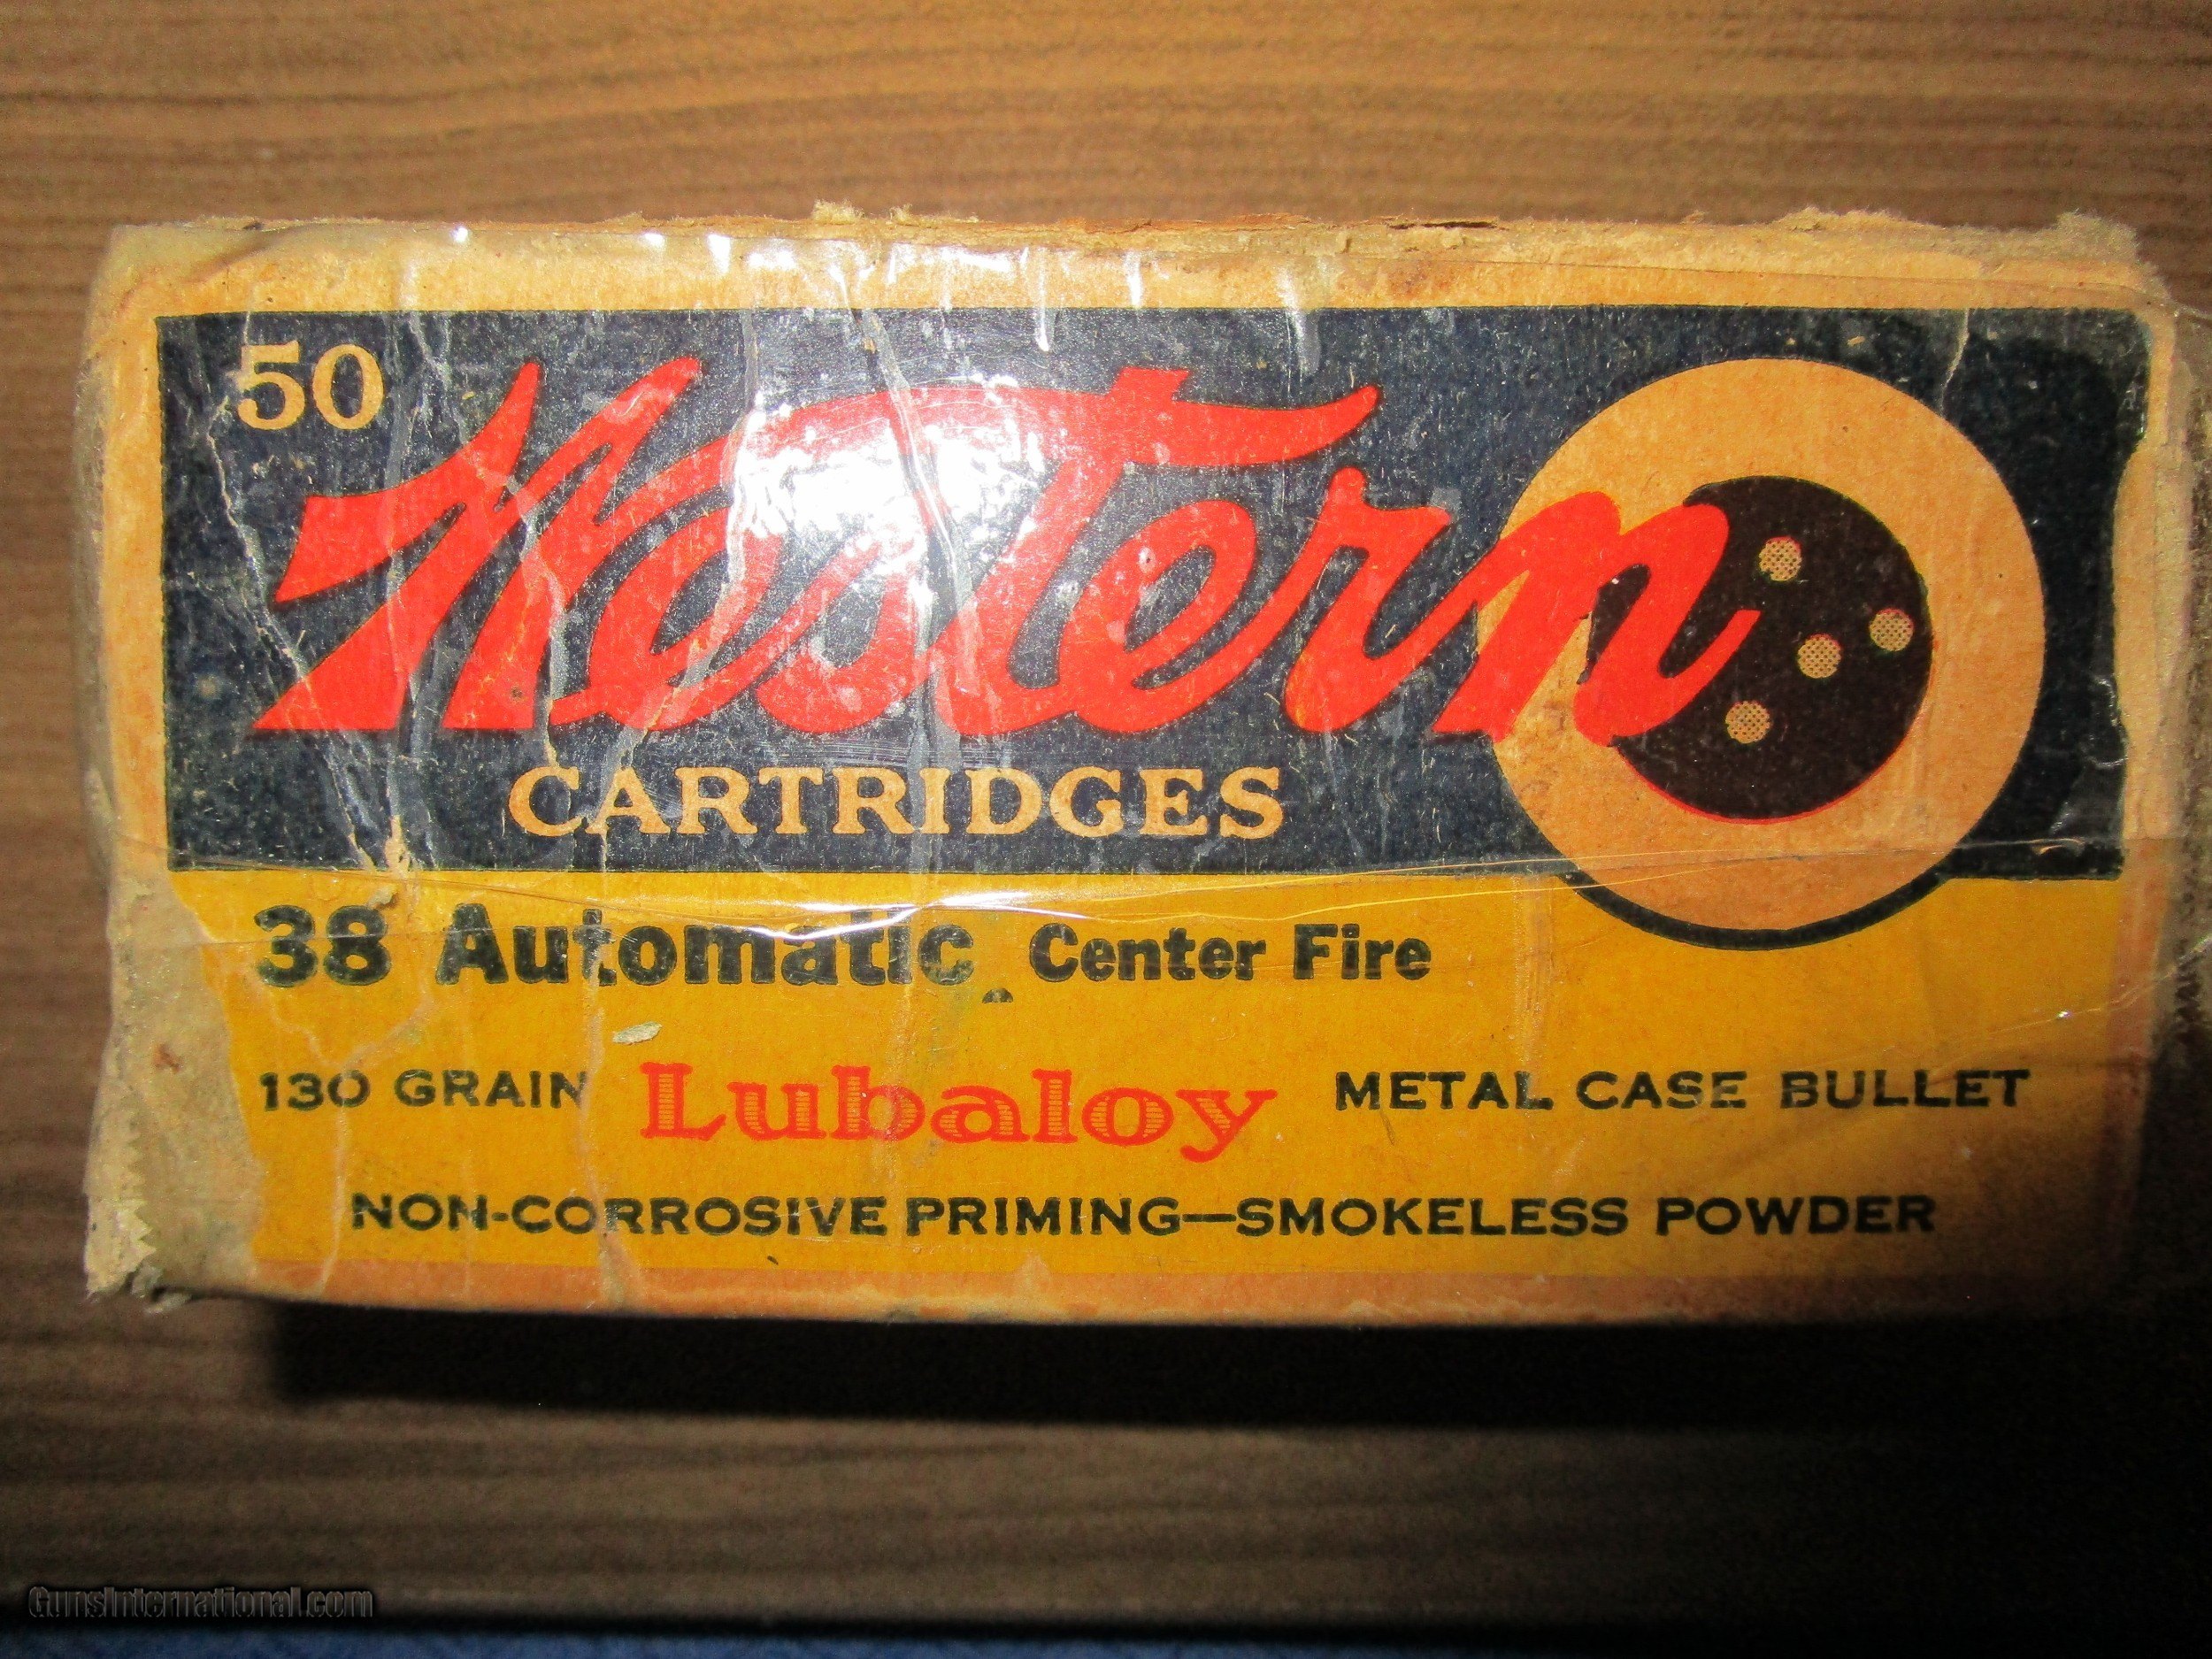 50
Western
CARTRIDGES
38 Automatic Center Fire
130 GRAIN Lubaloy METAL CASE BULLET
NON-CORROSIVE PRIMING—SMOKELESS POWDER
GunsInternational.com